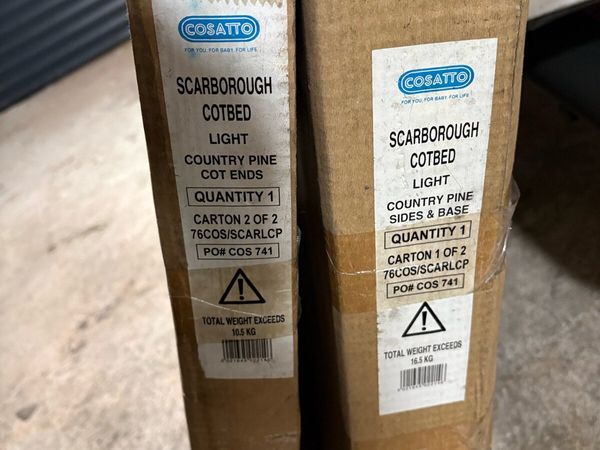 COSATTO
FOR YOU. FOR BABY. FOR LIFE
SCARBOROUGH
COTBED
LIGHT
COUNTRY PINE
COT ENDS
QUANTITY 1
CARTON 2 OF 2
76COS/SCARLCP
PO# COS 741
TOTAL WEIGHT EXCEEDS
10.5 KG
COSATTO
FOR YOU. FOR BABY. FOR LIFE
SCARBOROUGH
COTBED
LIGHT
COUNTRY PINE
SIDES & BASE
QUANTITY 1
CARTON 1 OF 2
76COS/SCARLCP
PO# COS 741
TOTAL WEIGHT EXCEEDS
16.5 KG